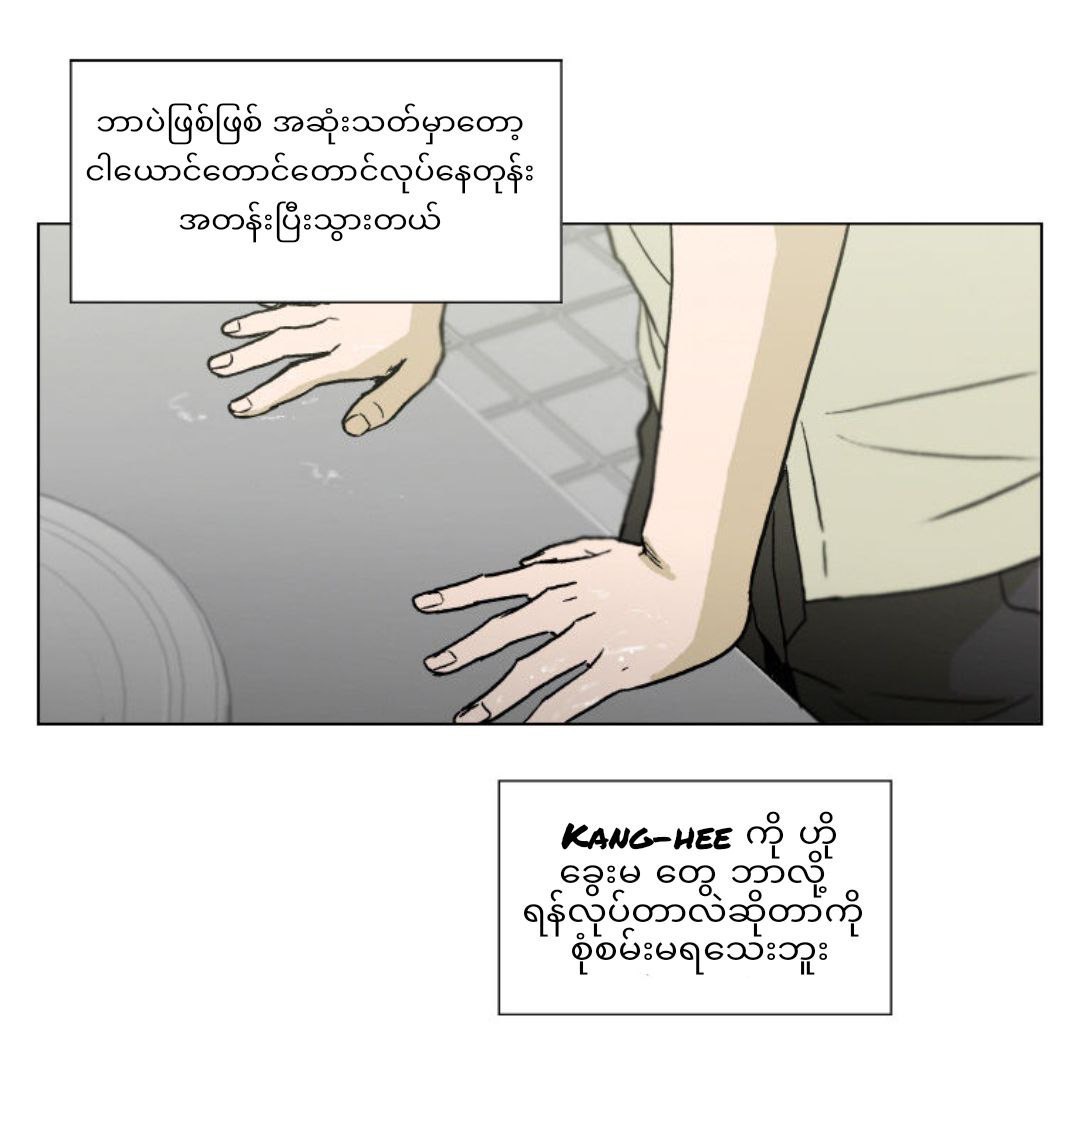 ဘာပဲဖြစ်ဖြစ် အဆုံးသတ်မှာတော့
ငါယောင်တောင်တောင်လုပ်နေတုန်း
အတန်းပြီးသွားတယ်
KANG-HEE ကို ဟို
ခွေးမ တွေ ဘာလို့
ရန်လုပ်တာလဲဆိုတာကို
စုံစမ်းမရသေးဘူး